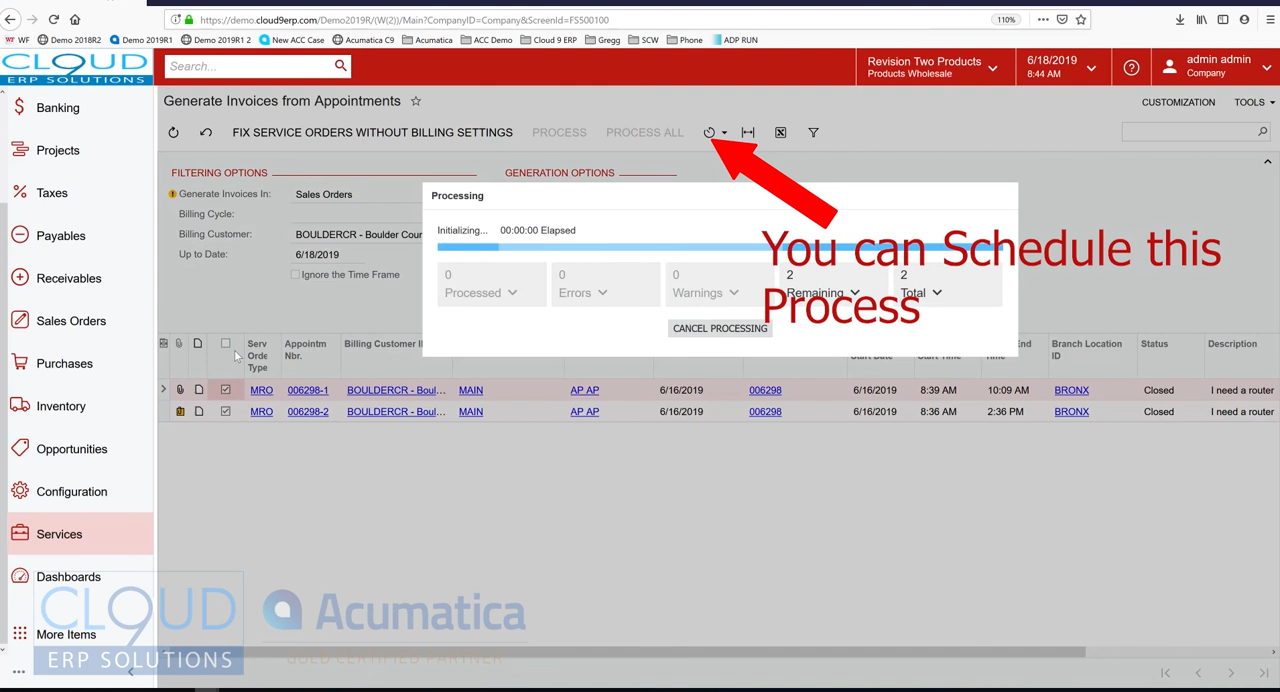 https://demo.cloud9erp.com/Demo2019R/(W(2))/Main?CompanyID=Company&ScreenId=FS500100
110%
WF Demo 2018R2 Demo 2019R1 Demo 2019R1 2 New ACC Case Acumatica C9 Acumatica ACC Demo Cloud 9 ERP Gregg SCW Phone ADP RUN
CL9UD
ERP SOLUTIONS
Search...
Revision Two Products
Products Wholesale
6/18/2019
8:44 AM
admin admin
Company
Banking
Projects
Taxes
Payables
Receivables
Sales Orders
Purchases
Inventory
Opportunities
Configuration
Services
Dashboards
More Items
Generate Invoices from Appointments
CUSTOMIZATION TOOLS
FIX SERVICE ORDERS WITHOUT BILLING SETTINGS PROCESS PROCESS ALL
FILTERING OPTIONS GENERATION OPTIONS
Generate Invoices In: Sales Orders
Billing Cycle:
Billing Customer: BOULDERCR - Boulder Cour
Up to Date: 6/18/2019
Ignore the Time Frame
Processing
Initializing... 00:00:00 Elapsed
0 Processed
0 Errors
0 Warnings
2 Remaining
2 Total
CANCEL PROCESSING
You can Schedule this
Process
Serv Orde Type
Appointm Nbr.
Billing Customer I
Start Date Start Time Time
End
Branch Location ID
Status
Description
MRO 006298-1 BOULDERCR - Boul... MAIN AP AP 6/16/2019 006298 6/16/2019 8:39 AM 10:09 AM BRONX Closed I need a router
MRO 006298-2 BOULDERCR - Boul... MAIN AP AP 6/16/2019 006298 6/16/2019 8:36 AM 2:36 PM BRONX Closed I need a router
CL9UD
ERP SOLUTIONS
Acumatica
GOLD CERTIFIED PARTNER